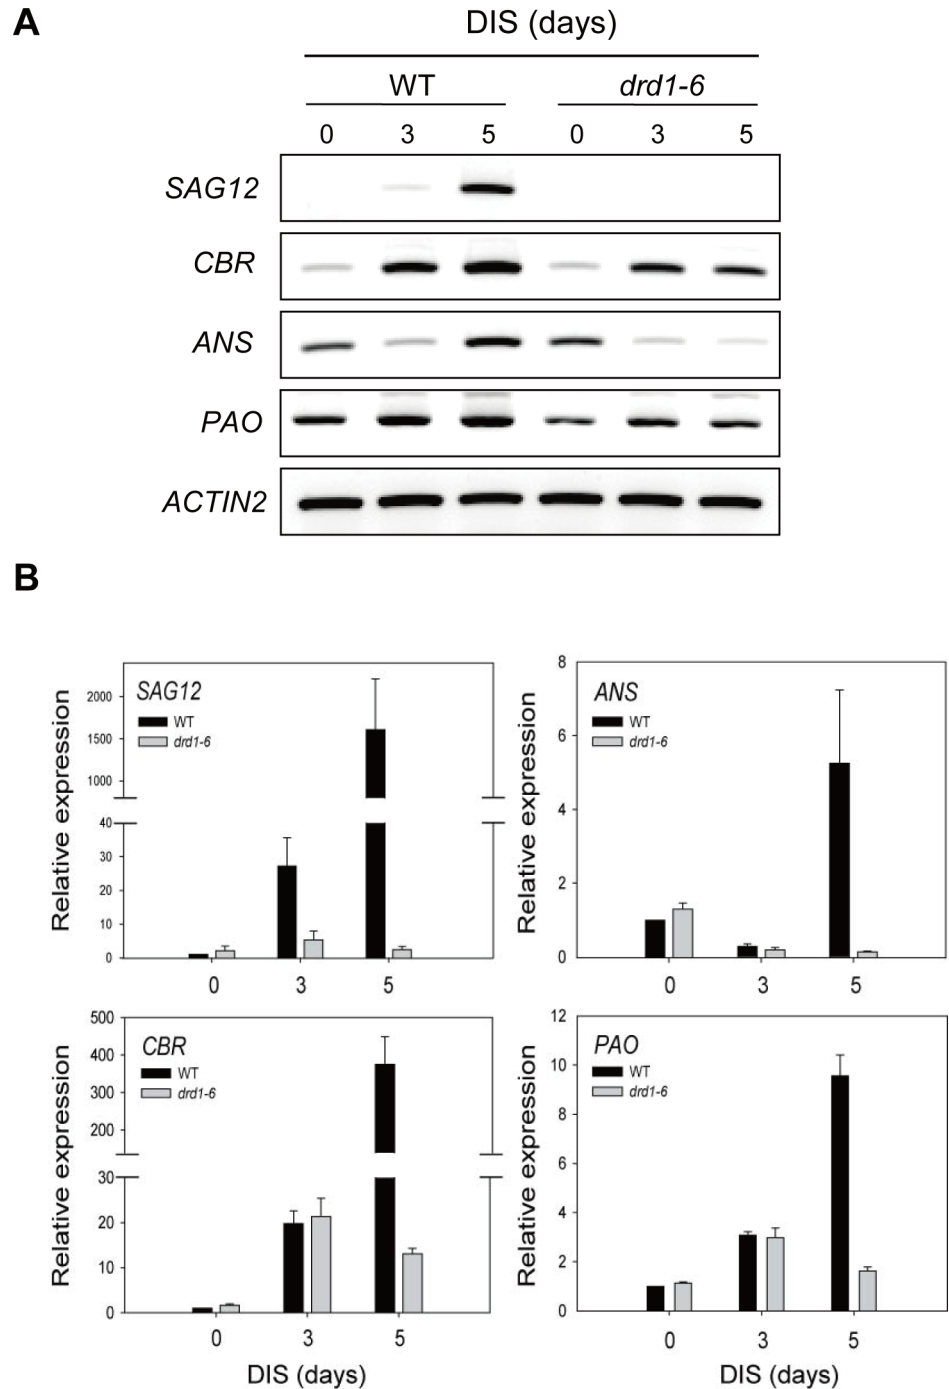 A
DIS (days)
WT drd1-6
0 3 5 0 3 5
SAG12
CBR
ANS
PAO
ACTIN2
B
SAG12
WT
drd1-6
Relative expression
2000
1500
1000
40
30
20
10
0
0 3 5
ANS
WT
drd1-6
Relative expression
8
6
4
2
0
0 3 5
CBR
WT
drd1-6
Relative expression
500
400
300
200
30
20
10
0
0 3 5
DIS (days)
PAO
WT
drd1-6
Relative expression
12
10
8
6
4
2
0
0 3 5
DIS (days)